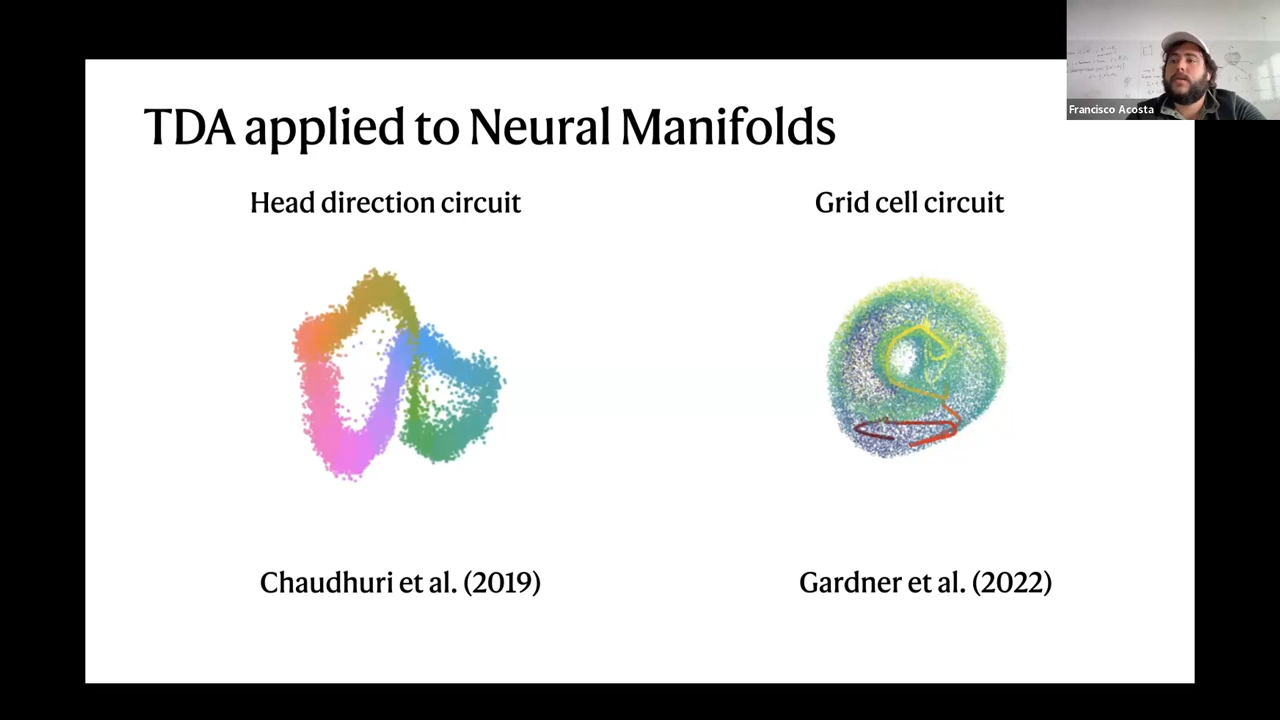 TDA applied to Neural Manifolds
Head direction circuit
Grid cell circuit
Chaudhuri et al. (2019)
Gardner et al. (2022)
Francisco Acosta